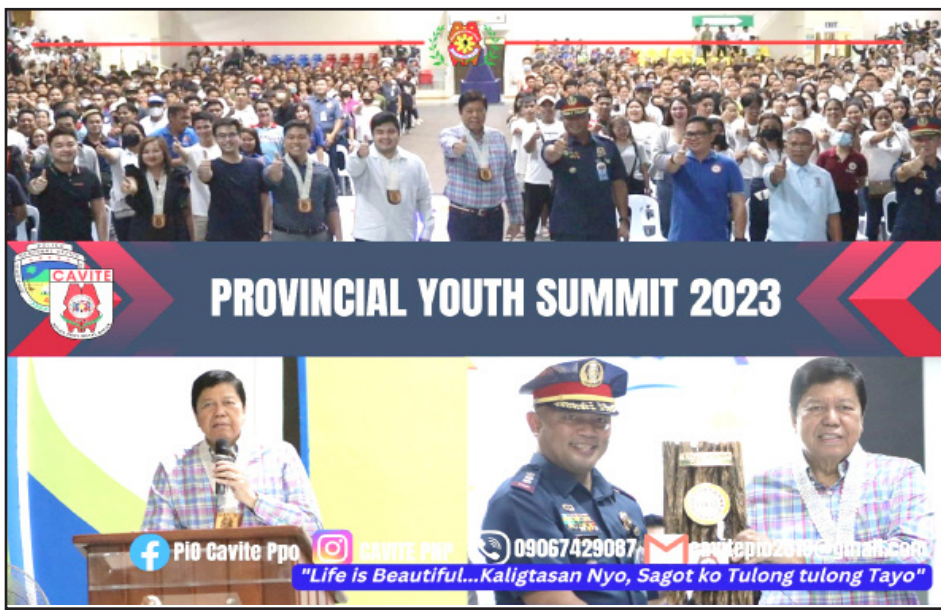 CAVITE
PROVINCIAL YOUTH SUMMIT 2023
PiO Cavite Ppo
CAVITE PNP
09067429087
"Life is Beautiful...Kaligtasan Nyo, Sagot ko Tulong tulong Tayo"